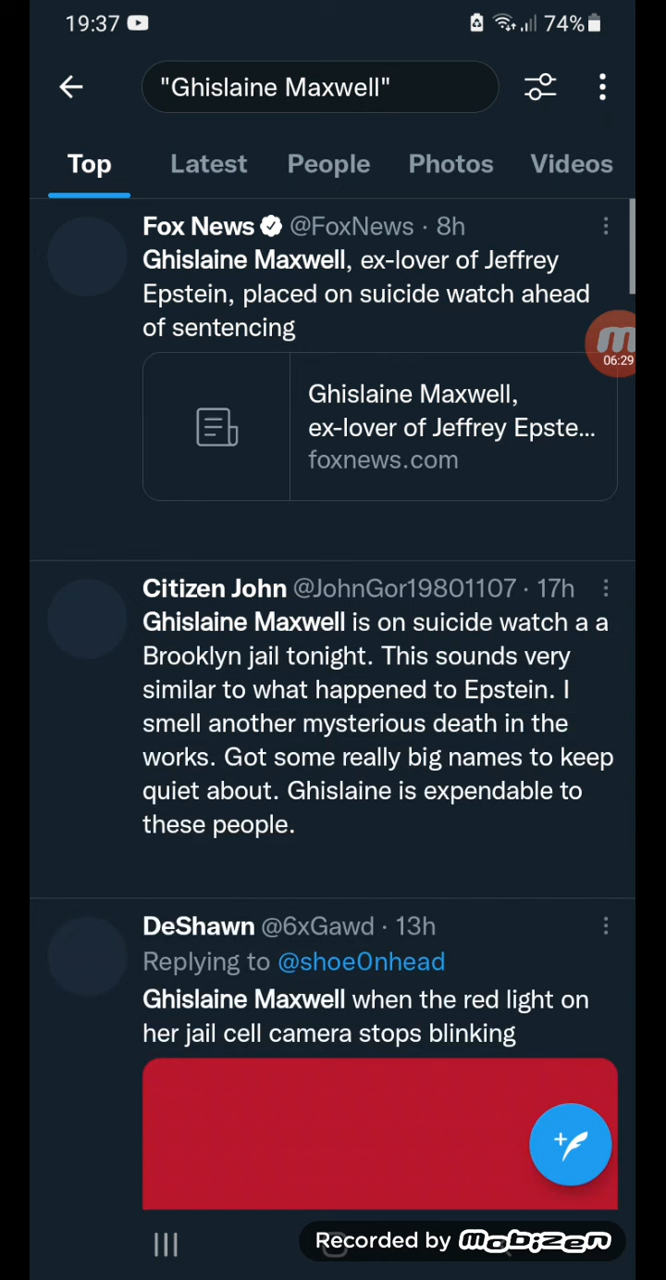 19:37 74%
"Ghislaine Maxwell"
Top Latest People Photos Videos
Fox News @FoxNews · 8h
Ghislaine Maxwell, ex-lover of Jeffrey
Epstein, placed on suicide watch ahead
of sentencing
06:29
Ghislaine Maxwell,
ex-lover of Jeffrey Epste...
foxnews.com
Citizen John @JohnGor19801107 · 17h
Ghislaine Maxwell is on suicide watch a a
Brooklyn jail tonight. This sounds very
similar to what happened to Epstein. I
smell another mysterious death in the
works. Got some really big names to keep
quiet about. Ghislaine is expendable to
these people.
DeShawn @6xGawd · 13h
Replying to @shoe0nhead
Ghislaine Maxwell when the red light on
her jail cell camera stops blinking
Recorded by mobizen